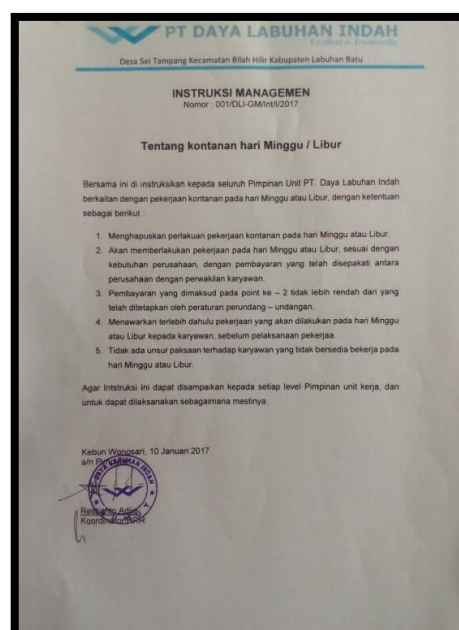 PT DAYA LABUHAN INDAH
Excellent & Trustworthy
Desa Sei Tampang Kecamatan Bilah Hilir Kabupaten Labuhan Batu
INSTRUKSI MANAGEMEN
Nomor : 001/DLI-GM/Int/I/2017
Tentang kontanan hari Minggu / Libur
Bersama ini di instruksikan kepada seluruh Pimpinan Unit PT. Daya Labuhan Indah
berkaitan dengan pekerjaan kontanan pada hari Minggu atau Libur, dengan ketentuan
sebagai berikut :
1. Menghapuskan perlakuan pekerjaan kontanan pada hari Minggu atau Libur.
2. Akan memberlakukan pekerjaan pada hari Minggu atau Libur, sesuai dengan
kebutuhan perusahaan, dengan pembayaran yang telah disepakati antara
perusahaan dengan perwakilan karyawan.
3. Pembayaran yang dimaksud pada point ke – 2 tidak lebih rendah dari yang
telah ditetapkan oleh peraturan perundang – undangan.
4. Menawarkan terlebih dahulu pekerjaan yang akan dilakukan pada hari Minggu
atau Libur kepada karyawan, sebelum pelaksanaan pekerjaa.
5. Tidak ada unsur paksaan terhadap karyawan yang tidak bersedia bekerja pada
hari Minggu atau Libur.
Agar Intstruksi ini dapat disampaikan kepada setiap level Pimpinan unit kerja, dan
untuk dapat dilaksanakan sebagaimana mestinya.
Kebun Wonosari, 10 Januari 2017
a/n
PT DAYA LABUHAN INDAH
Koordinator